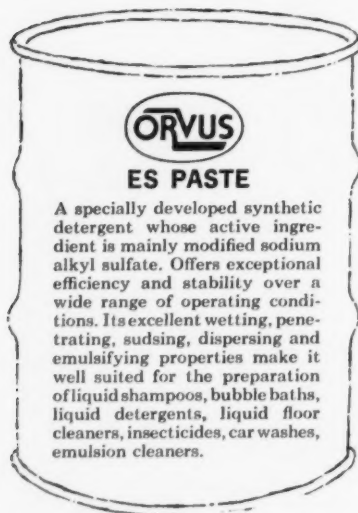 ORVUS
ES PASTE
A specially developed synthetic
detergent whose active ingre-
dient is mainly modified sodium
alkyl sulfate. Offers exceptional
efficiency and stability over a
wide range of operating condi-
tions. Its excellent wetting, pene-
trating, sudsing, dispersing and
emulsifying properties make it
well suited for the preparation
of liquid shampoos, bubble baths,
liquid detergents, liquid floor
cleaners, insecticides, car washes,
emulsion cleaners.